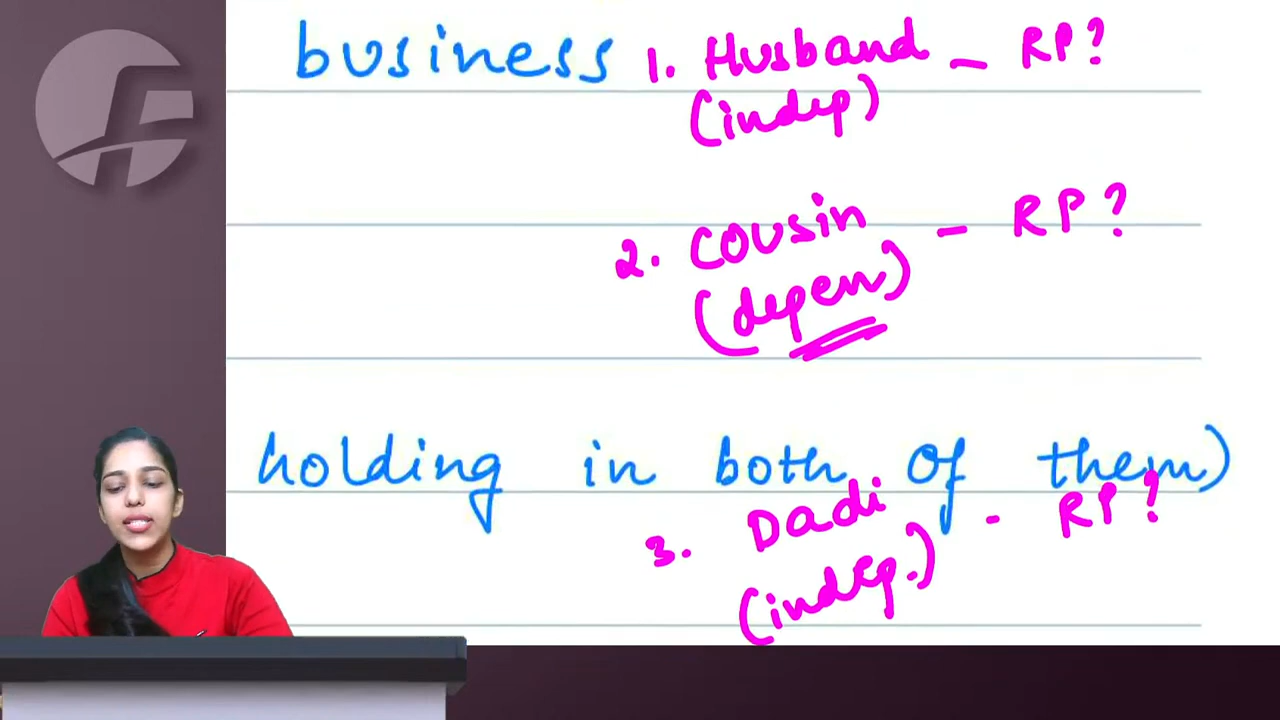 business 1. Husband – RP?
(indep)
2. Cousin – RP?
(depen)
holding in both of them)
3. Dadi - RP?
(indep.)